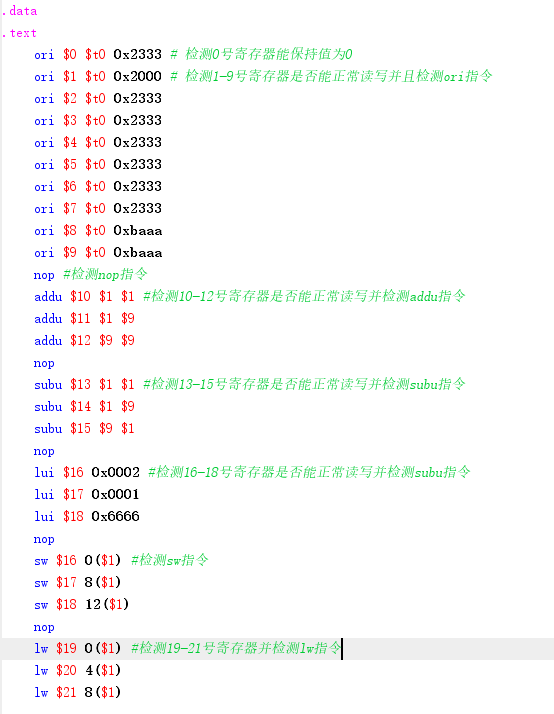 .data
.text
ori $0 $t0 0x2333 # 检测0号寄存器能保持值为0
ori $1 $t0 0x2000 # 检测1-9号寄存器是否能正常读写并且检测ori指令
ori $2 $t0 0x2333
ori $3 $t0 0x2333
ori $4 $t0 0x2333
ori $5 $t0 0x2333
ori $6 $t0 0x2333
ori $7 $t0 0x2333
ori $8 $t0 0xbaaa
ori $9 $t0 0xbaaa
nop #检测nop指令
addu $10 $1 $1 #检测10-12号寄存器是否能正常读写并检测addu指令
addu $11 $1 $9
addu $12 $9 $9
nop
subu $13 $1 $1 #检测13-15号寄存器是否能正常读写并检测subu指令
subu $14 $1 $9
subu $15 $9 $1
nop
lui $16 0x0002 #检测16-18号寄存器是否能正常读写并检测subu指令
lui $17 0x0001
lui $18 0x6666
nop
sw $16 0($1) #检测sw指令
sw $17 8($1)
sw $18 12($1)
nop
lw $19 0($1) #检测19-21号寄存器并检测lw指令
lw $20 4($1)
lw $21 8($1)